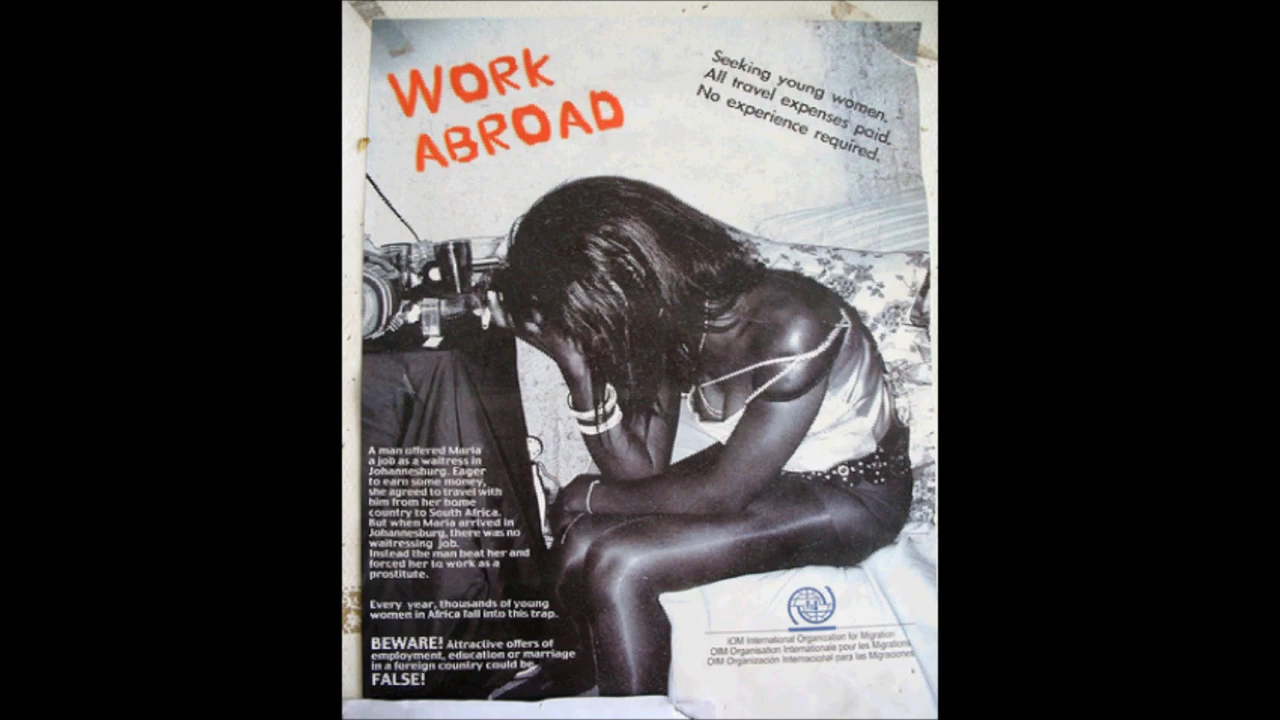 WORK
ABROAD
Seeking young women.
All travel expenses paid.
No experience required.
A man offered Maria
a job as a waitress in
Johannesburg. Eager
to earn some money,
she agreed to travel with
him from her home
country to South Africa.
But when Maria arrived in
Johannesburg, there was no
waitressing job.
Instead the man beat her and
forced her to work as a
prostitute.
Every year, thousands of young
women in Africa fall into this trap.
BEWARE! Attractive offers of
employment, education or marriage
in a foreign country could be
FALSE!
IOM International Organization for Migration
OIM Organisation Internationale pour les Migrations
OIM Organización Internacional para las Migraciones